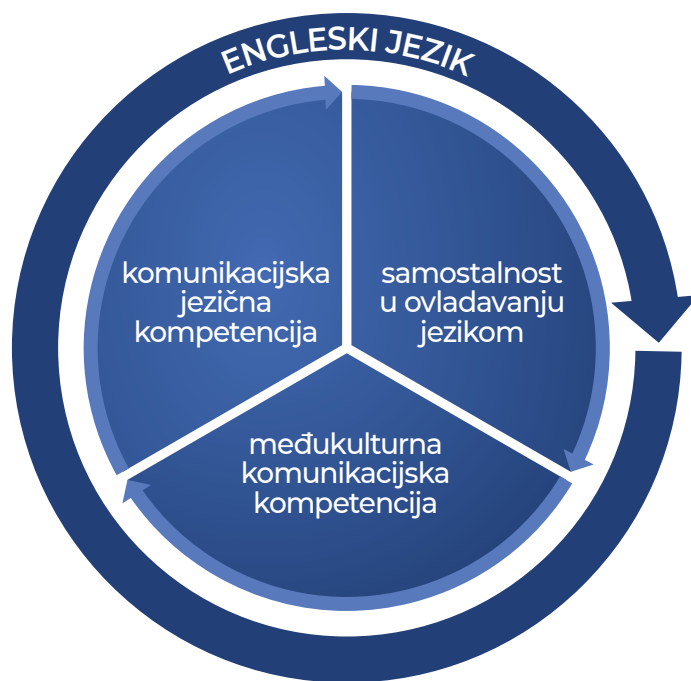 ENGLESKI JEZIK
komunikacijska
jezična
kompetencija
samostalnost
u ovladavanju
jezikom
međukulturna
komunikacijska
kompetencija